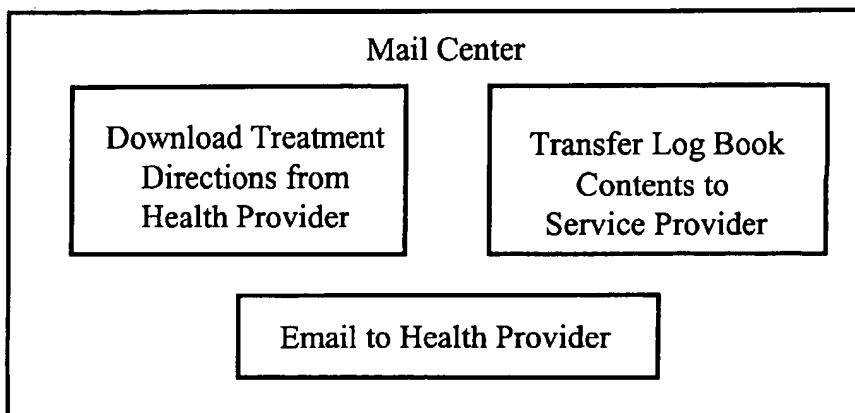 Mail Center
Download Treatment
Directions from
Health Provider
Transfer Log Book
Contents to
Service Provider
Email to Health Provider